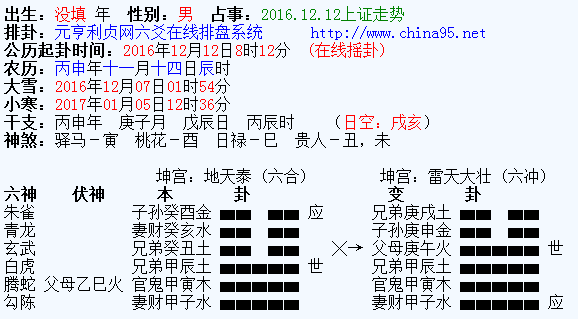 出生：没填 年　性别：男　占事：2016.12.12上证走势
排卦：元亨利贞网六爻在线排盘系统　　http://www.china95.net
公历起卦时间：2016年12月12日8时12分　(在线摇卦)
农历：丙申年十一月十四日辰时
大雪：2016年12月07日01时54分
小寒：2017年01月05日12时36分
干支：丙申年　庚子月　戊辰日　丙辰时　　（日空：戌亥）
神煞：驿马－寅　桃花－酉　日禄－巳　贵人－丑，未
坤宫：地天泰（六合）　　坤宫：雷天大壮（六冲）
六神　伏神　本　卦　变　卦
朱雀　子孙癸酉金　应　兄弟庚戌土
青龙　妻财癸亥水　子孙庚申金
玄武　兄弟癸丑土　╳→　父母庚午火　世
白虎　兄弟甲辰土　世　兄弟甲辰土
腾蛇　父母乙巳火　官鬼甲寅木　官鬼甲寅木
勾陈　妻财甲子水　妻财甲子水　应